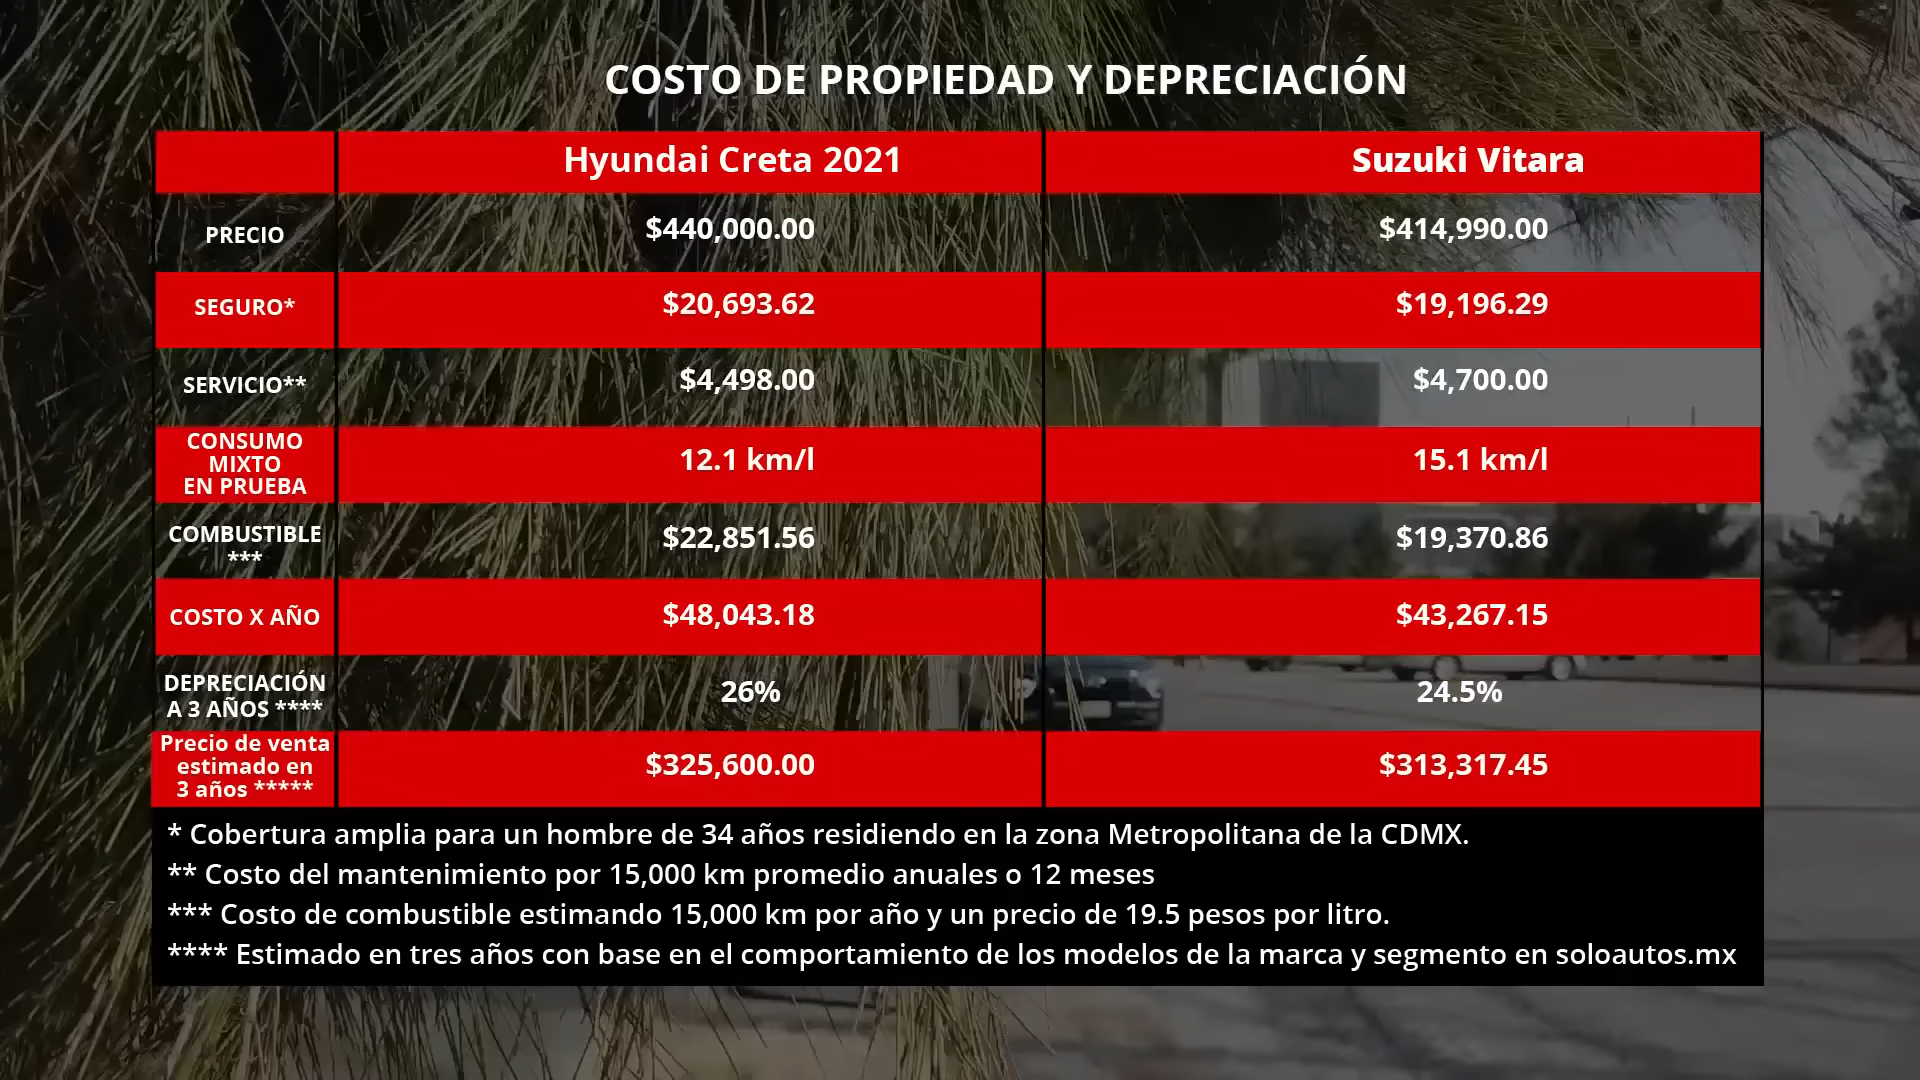 COSTO DE PROPIEDAD Y DEPRECIACIÓN
Hyundai Creta 2021 Suzuki Vitara
PRECIO $440,000.00 $414,990.00
SEGURO* $20,693.62 $19,196.29
SERVICIO** $4,498.00 $4,700.00
CONSUMO
MIXTO
EN PRUEBA
12.1 km/l 15.1 km/l
COMBUSTIBLE
***
$22,851.56 $19,370.86
COSTO X AÑO $48,043.18 $43,267.15
DEPRECIACIÓN
A 3 AÑOS ****
26% 24.5%
Precio de venta
estimado en
3 años *****
$325,600.00 $313,317.45
* Cobertura amplia para un hombre de 34 años residiendo en la zona Metropolitana de la CDMX.
** Costo del mantenimiento por 15,000 km promedio anuales o 12 meses
*** Costo de combustible estimando 15,000 km por año y un precio de 19.5 pesos por litro.
**** Estimado en tres años con base en el comportamiento de los modelos de la marca y segmento en soloautos.mx